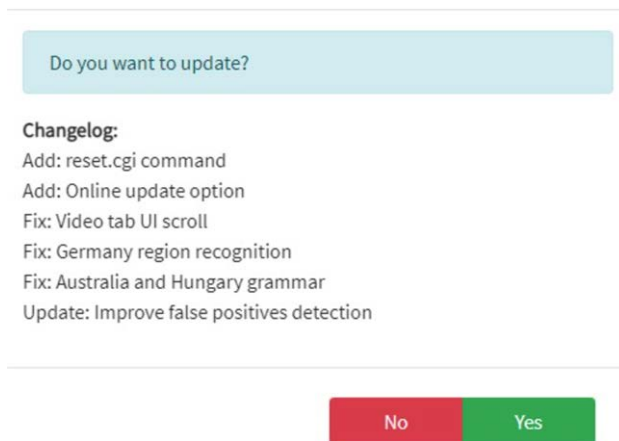 Do you want to update?
Changelog:
Add: reset.cgi command
Add: Online update option
Fix: Video tab UI scroll
Fix: Germany region recognition
Fix: Australia and Hungary grammar
Update: Improve false positives detection
No Yes